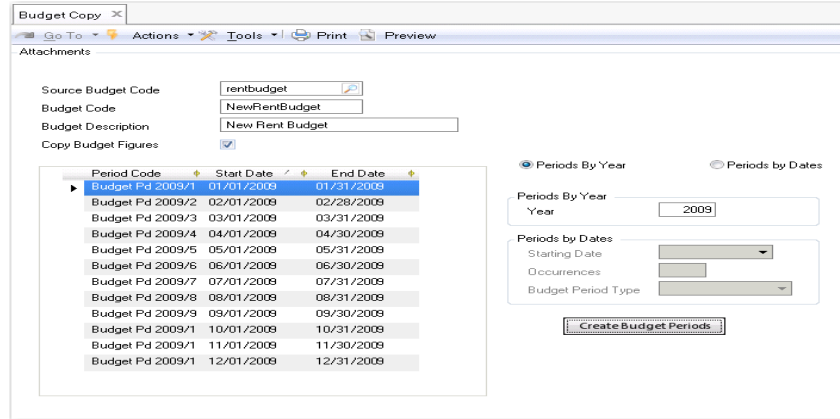 Budget Copy
Go To Actions Tools Print Preview
Attachments
Source Budget Code rentbudget
Budget Code NewRentBudget
Budget Description New Rent Budget
Copy Budget Figures
Period Code Start Date End Date
Budget Pd 2009/1 01/01/2009 01/31/2009
Budget Pd 2009/2 02/01/2009 02/28/2009
Budget Pd 2009/3 03/01/2009 03/31/2009
Budget Pd 2009/4 04/01/2009 04/30/2009
Budget Pd 2009/5 05/01/2009 05/31/2009
Budget Pd 2009/6 06/01/2009 06/30/2009
Budget Pd 2009/7 07/01/2009 07/31/2009
Budget Pd 2009/8 08/01/2009 08/31/2009
Budget Pd 2009/9 09/01/2009 09/30/2009
Budget Pd 2009/1 10/01/2009 10/31/2009
Budget Pd 2009/1 11/01/2009 11/30/2009
Budget Pd 2009/1 12/01/2009 12/31/2009
Periods By Year Periods by Dates
Periods By Year
Year 2009
Periods by Dates
Starting Date
Occurrences
Budget Period Type
Create Budget Periods